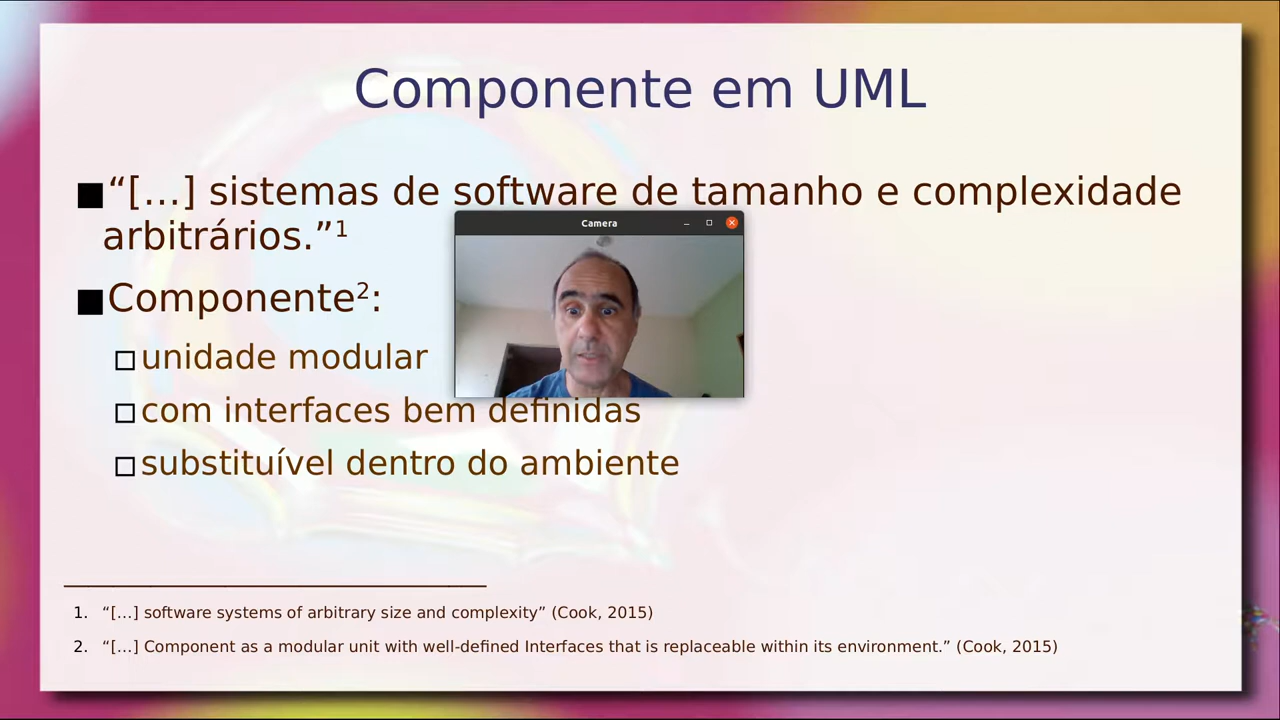 Componente em UML
■“[…] sistemas de software de tamanho e complexidade
arbitrários.”¹
Camera
■Componente²:
□unidade modular
□com interfaces bem definidas
□substituível dentro do ambiente
1. “[…] software systems of arbitrary size and complexity” (Cook, 2015)
2. “[…] Component as a modular unit with well-defined Interfaces that is replaceable within its environment.” (Cook, 2015)